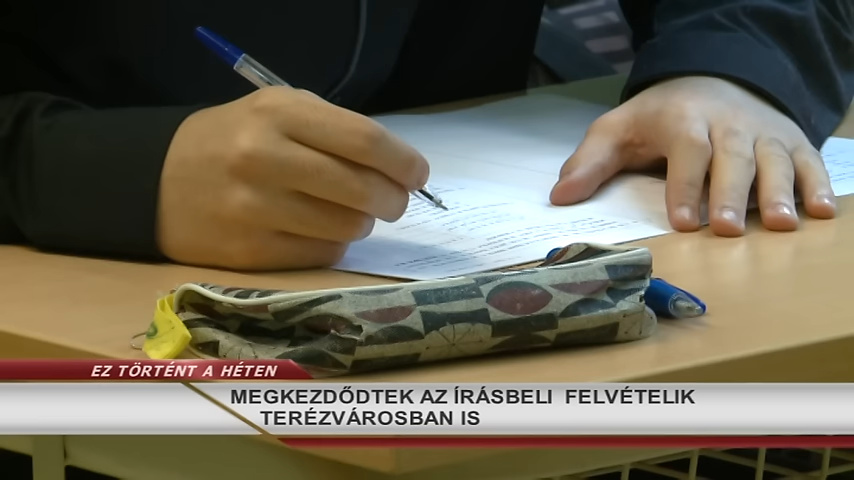 EZ TÖRTÉNT A HÉTEN
MEGKEZDŐDTEK AZ ÍRÁSBELI FELVÉTELIK
TERÉZVÁROSBAN IS